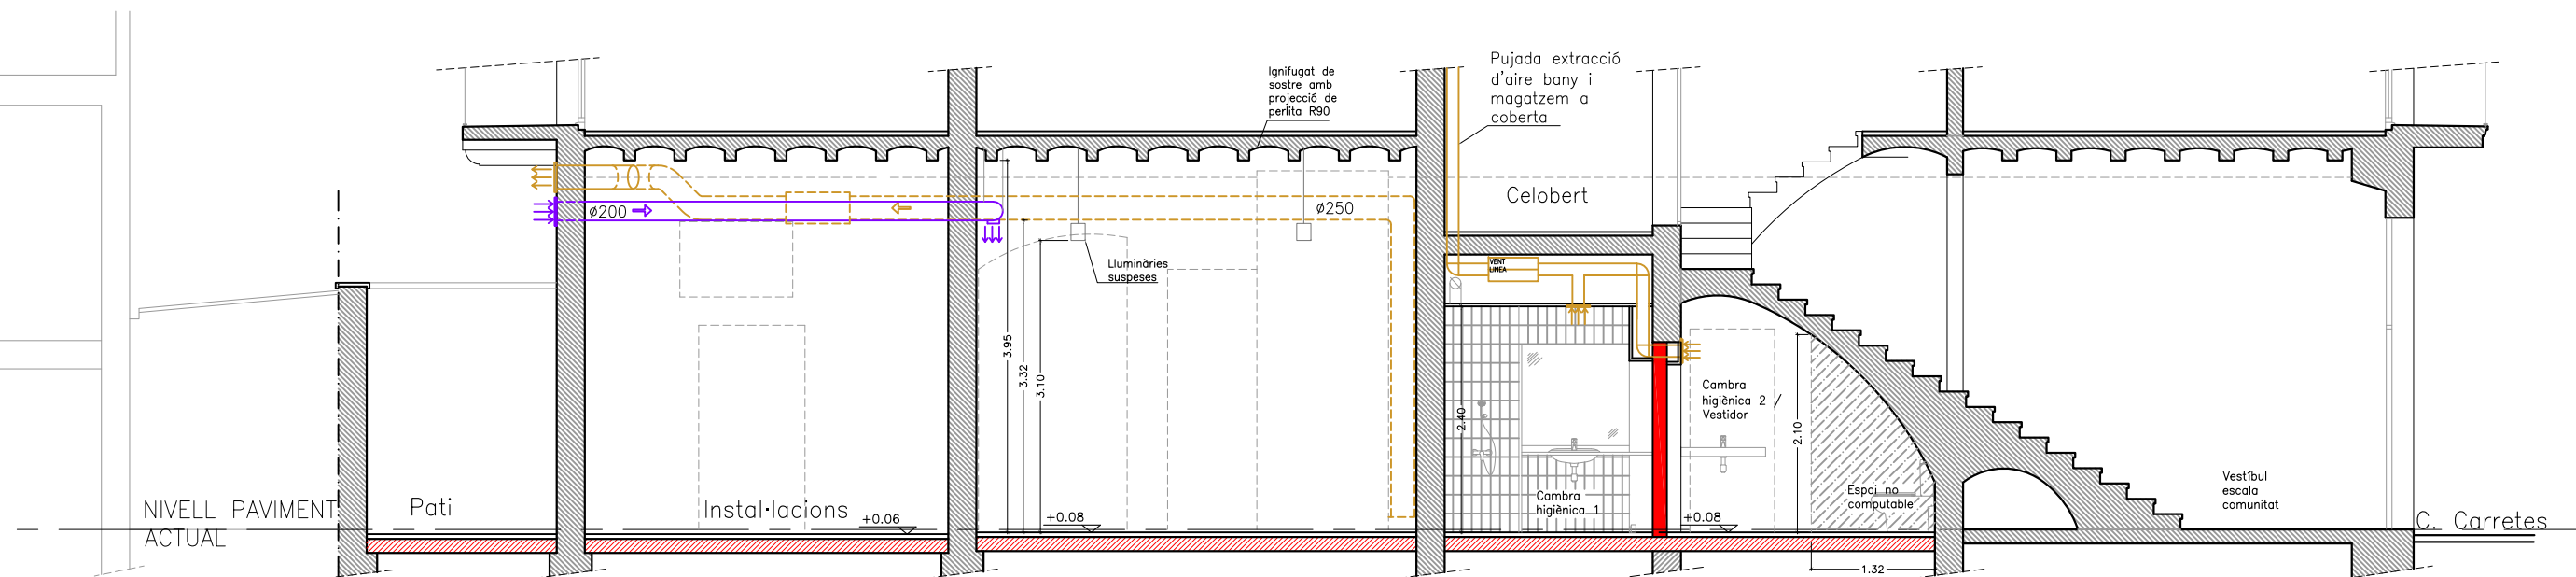 Ignifugat de
sostre amb
projecció de
perlita R90
Pujada extracció
d'aire bany i
magatzem a
coberta
Celobert
ø200
ø250
VENT
LINEA
Lluminàries
suspeses
3.95
3.32
3.10
2.40
2.10
Cambra
higiènica 2 /
Vestidor
Cambra
higiènica 1
Espai no
computable
Vestíbul
escala
comunitat
NIVELL PAVIMENT
ACTUAL
Pati
Instal·lacions
+0.06
+0.08
+0.08
C. Carretes
1.32